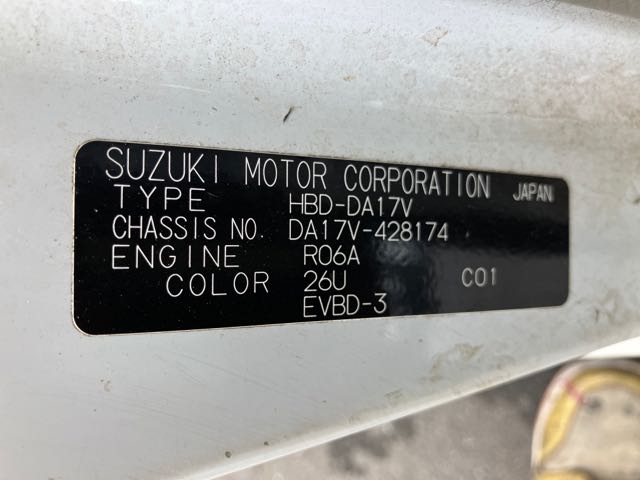 SUZUKI MOTOR CORPORATION JAPAN
TYPE HBD-DA17V
CHASSIS NO. DA17V-428174
ENGINE R06A
COLOR 26U C01
EVBD-3